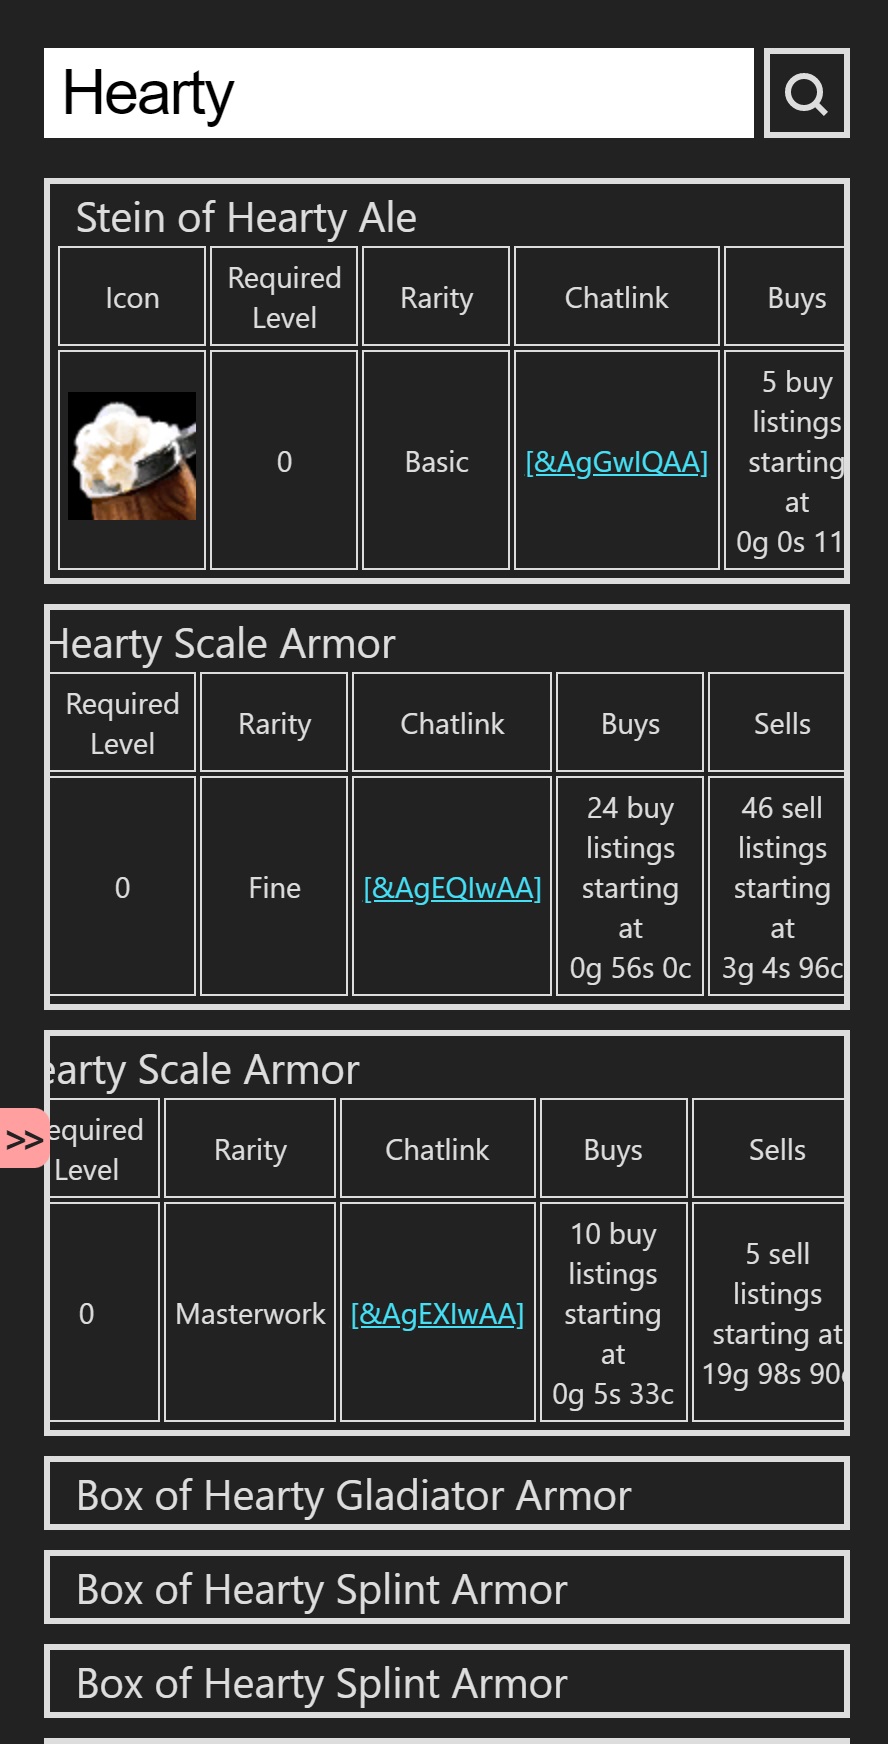 Hearty
Stein of Hearty Ale
Icon
Required
Level
Rarity
Chatlink
Buys
0
Basic
[&AgGwIQAA]
5 buy
listings
starting
at
0g 0s 11
Hearty Scale Armor
Required
Level
Rarity
Chatlink
Buys
Sells
0
Fine
[&AgEQIwAA]
24 buy
listings
starting
at
0g 56s 0c
46 sell
listings
starting
at
3g 4s 96c
earty Scale Armor
>>
equired
Level
Rarity
Chatlink
Buys
Sells
0
Masterwork
[&AgEXIwAA]
10 buy
listings
starting
at
0g 5s 33c
5 sell
listings
starting at
19g 98s 90c
Box of Hearty Gladiator Armor
Box of Hearty Splint Armor
Box of Hearty Splint Armor